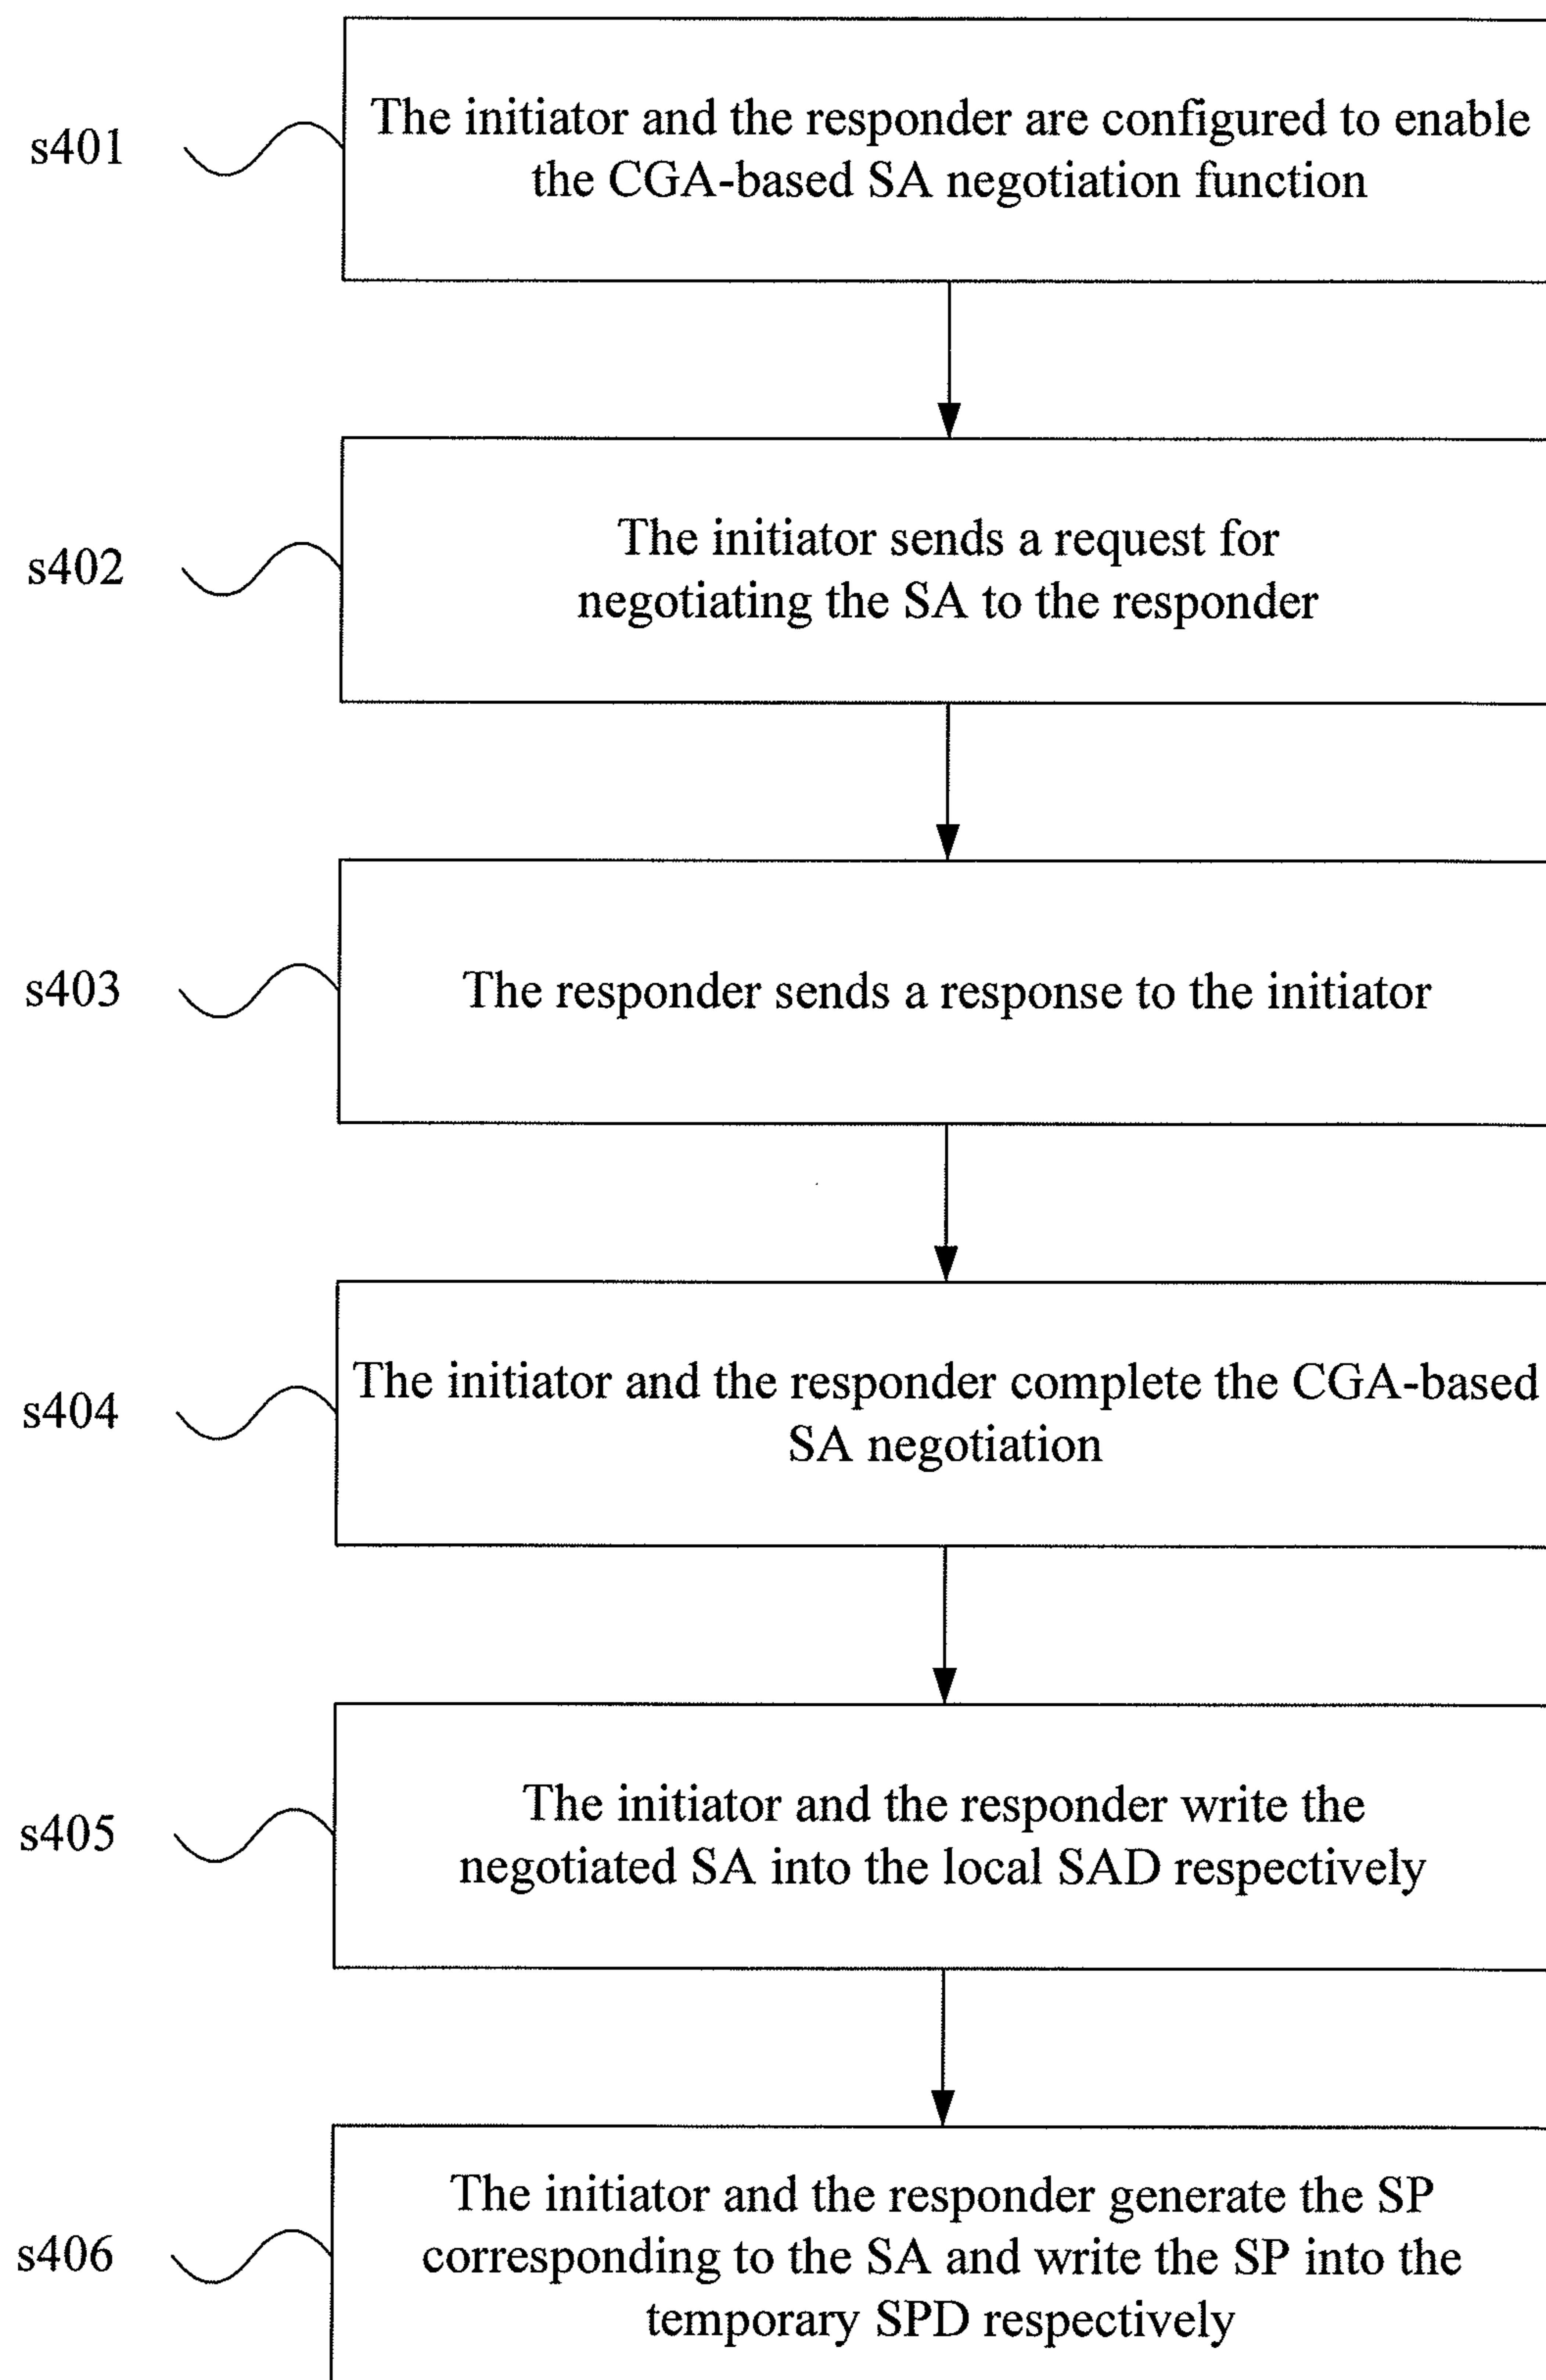 s401
The initiator and the responder are configured to enable
the CGA-based SA negotiation function
s402
The initiator sends a request for
negotiating the SA to the responder
s403
The responder sends a response to the initiator
s404
The initiator and the responder complete the CGA-based
SA negotiation
s405
The initiator and the responder write the
negotiated SA into the local SAD respectively
s406
The initiator and the responder generate the SP
corresponding to the SA and write the SP into the
temporary SPD respectively